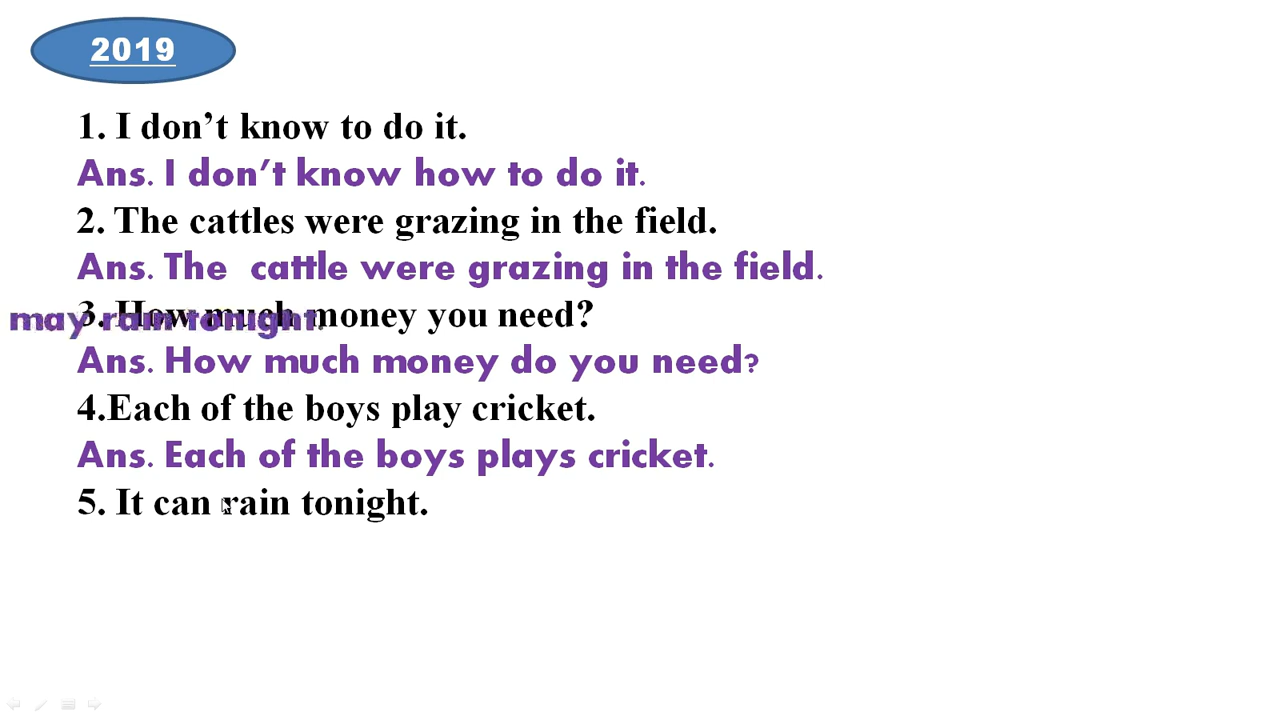 2019
1. I don’t know to do it.
Ans. I don’t know how to do it.
2. The cattles were grazing in the field.
Ans. The cattle were grazing in the field.
3. How much money you need?
may rain tonight.
Ans. How much money do you need?
4.Each of the boys play cricket.
Ans. Each of the boys plays cricket.
5. It can rain tonight.